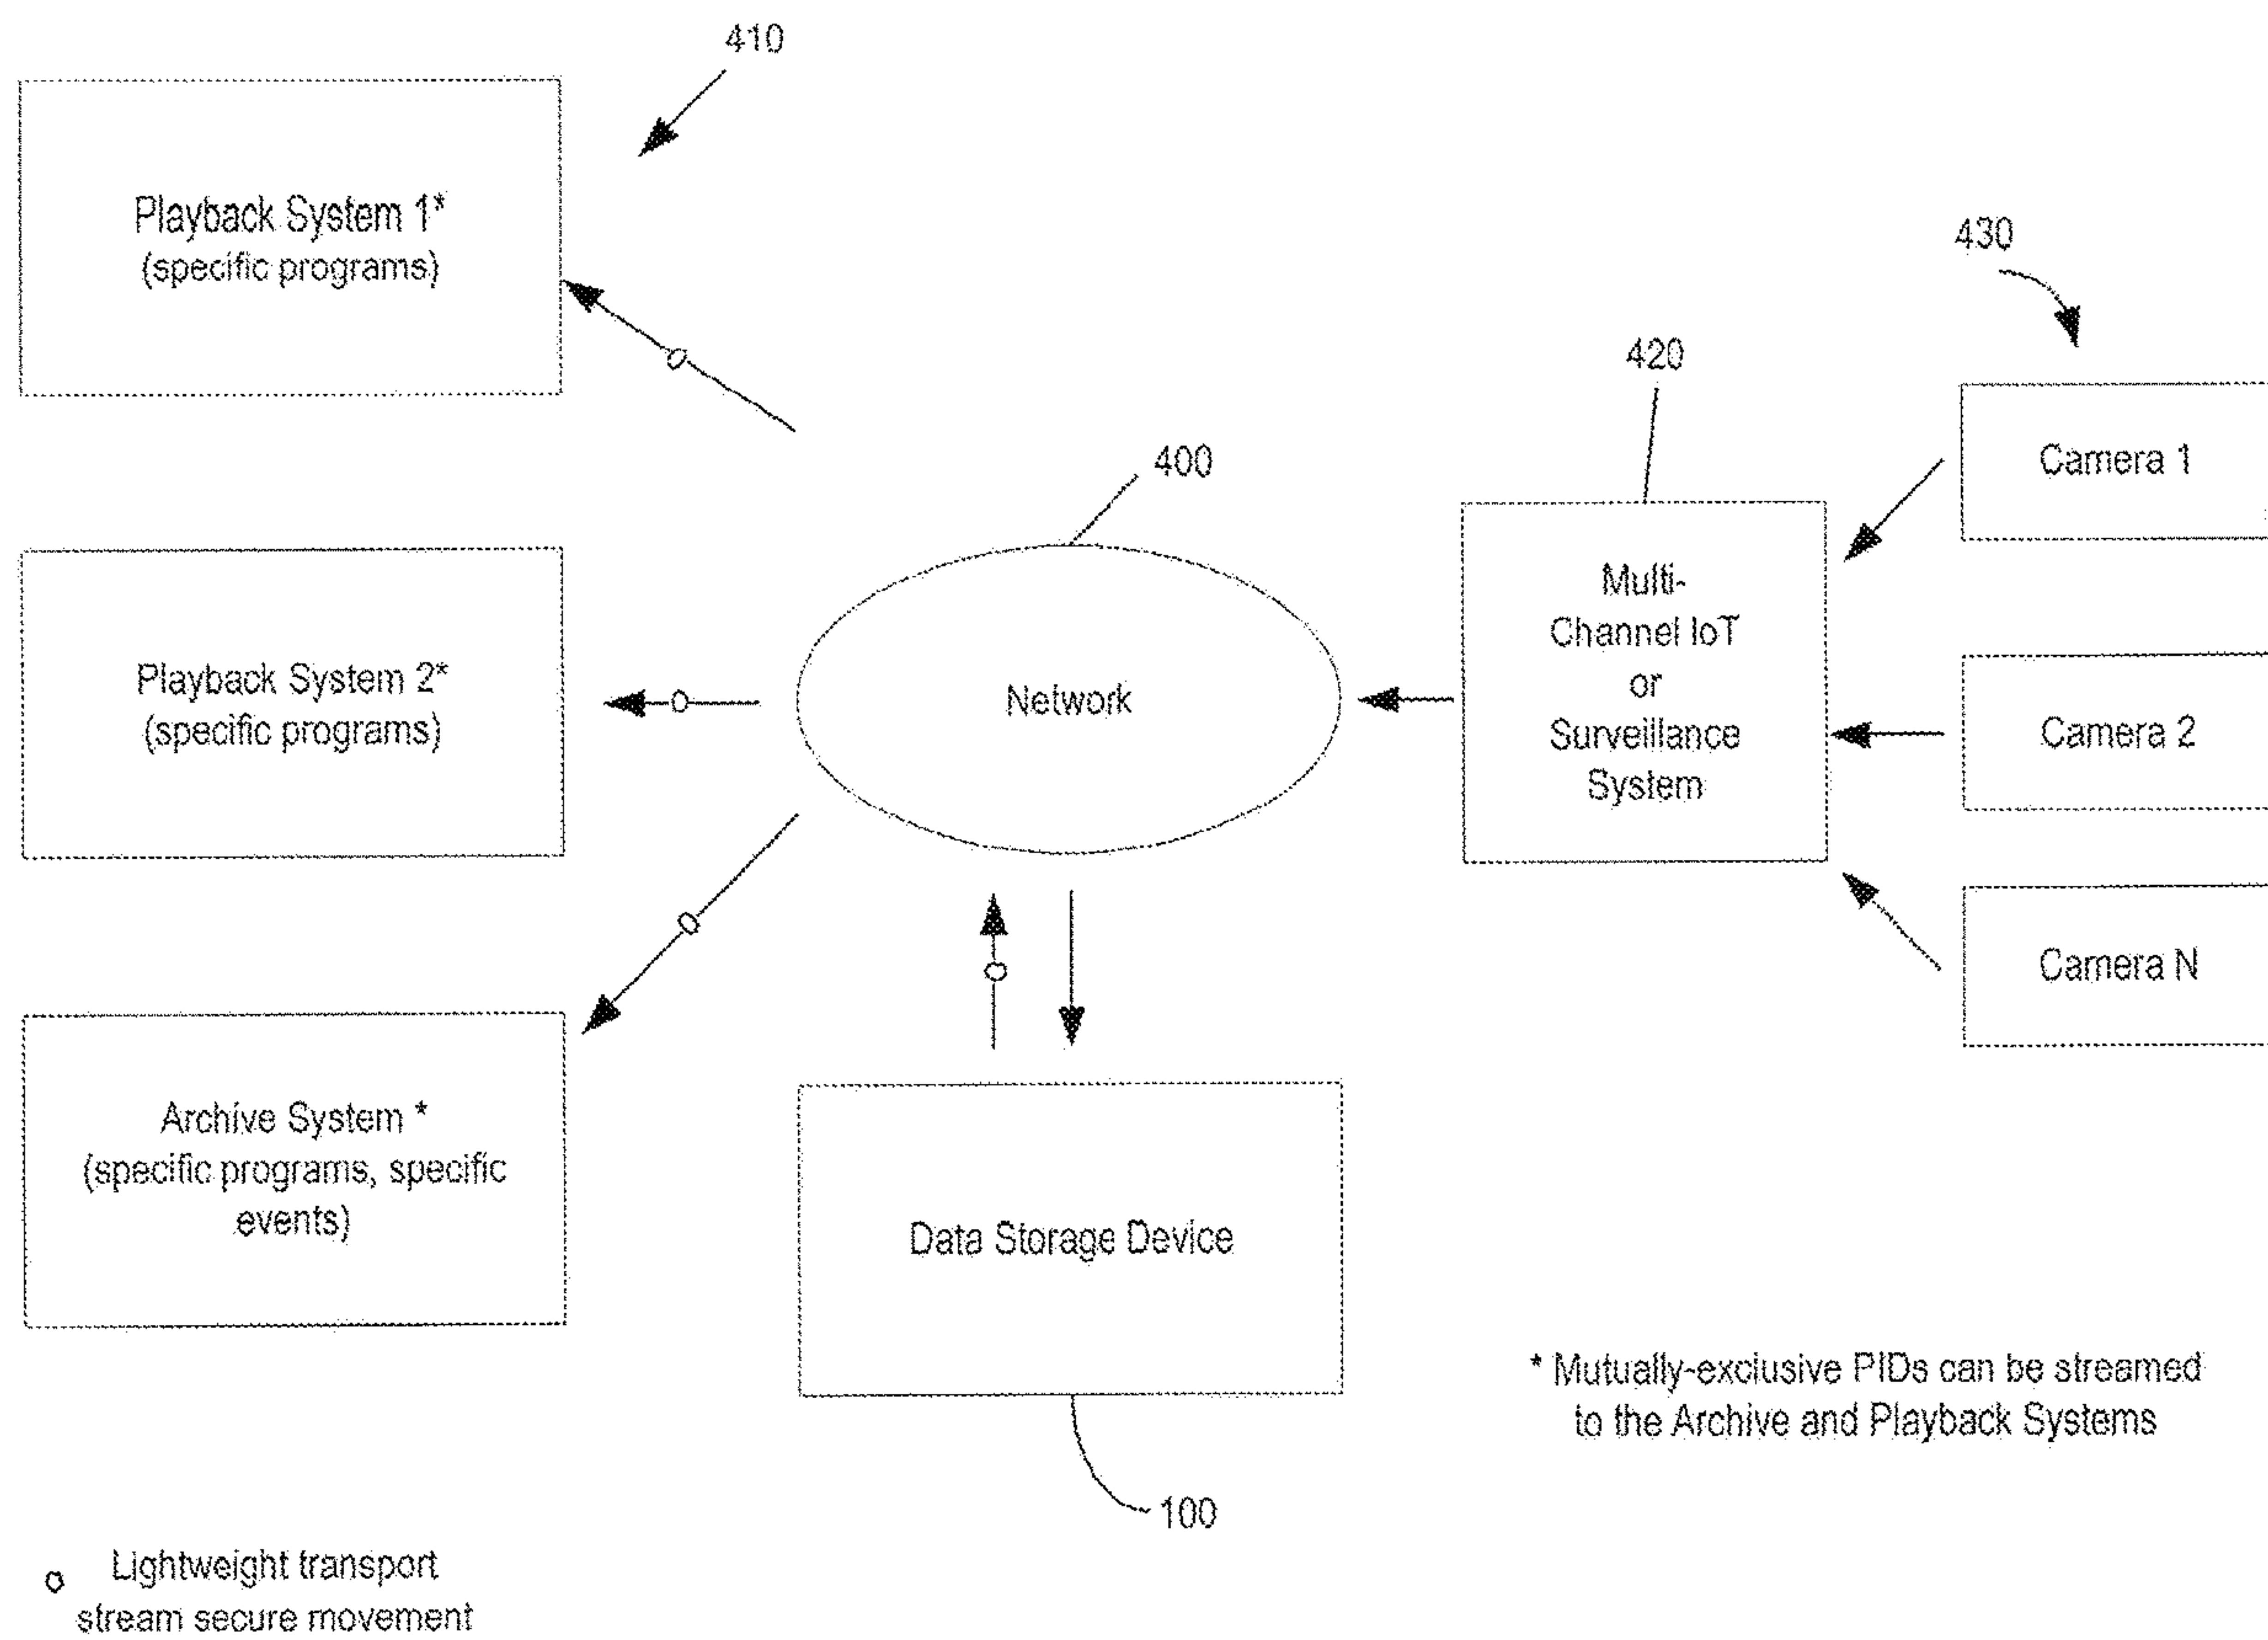 410
Playback System 1*
(specific programs)
430
420
400
Camera 1
Multi-
Channel IoT
or
Surveillance
System
Network
Playback System 2*
(specific programs)
Camera 2
Camera N
Archive System *
(specific programs, specific
events)
Data Storage Device
* Mutually-exclusive PIDs can be streamed
to the Archive and Playback Systems
100
Lightweight transport
stream secure movement